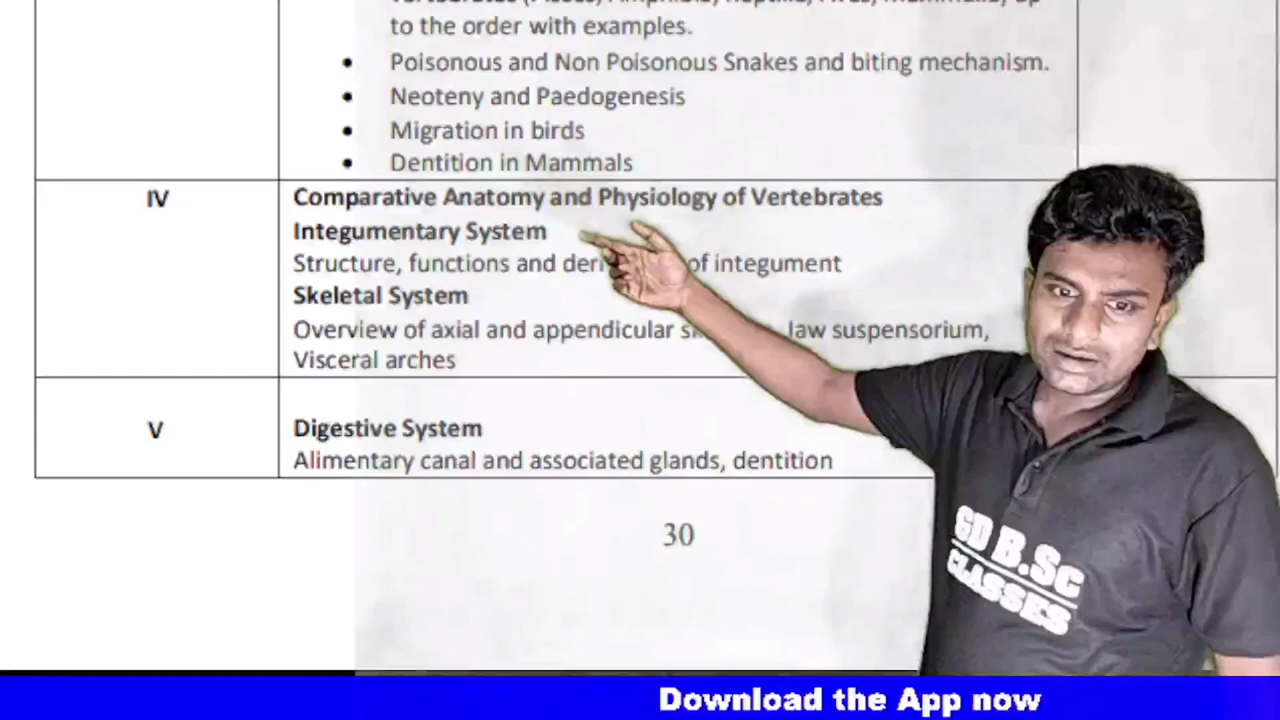 to the order with examples.
• Poisonous and Non Poisonous Snakes and biting mechanism.
• Neoteny and Paedogenesis
• Migration in birds
• Dentition in Mammals
IV
Comparative Anatomy and Physiology of Vertebrates
Integumentary System
Structure, functions and of integument
Skeletal System
Overview of axial and appendicular law suspensorium,
Visceral arches
V
Digestive System
Alimentary canal and associated glands, dentition
30
GD B.Sc
CLASSES
Download the App now